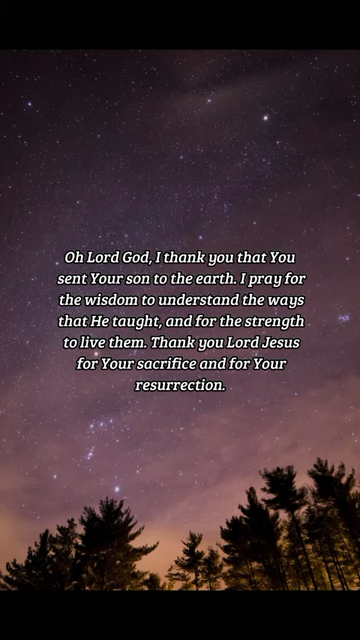 Oh Lord God, I thank you that You
sent Your son to the earth. I pray for
the wisdom to understand the ways
that He taught, and for the strength
to live them. Thank you Lord Jesus
for Your sacrifice and for Your
resurrection.